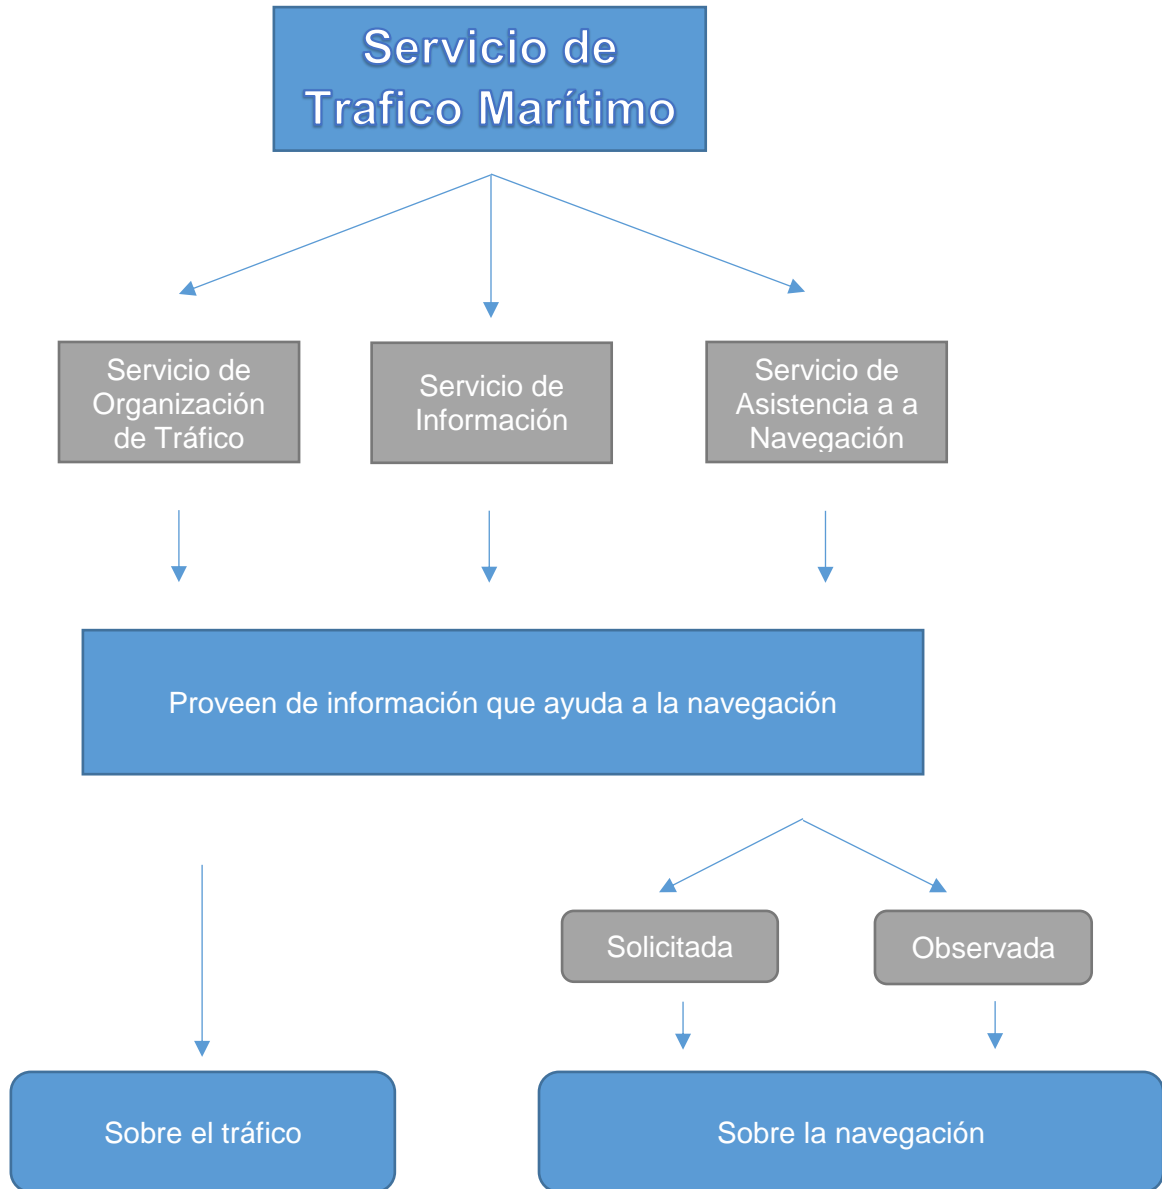 Servicio de
Trafico Marítimo
Servicio de
Organización
de Tráfico
Servicio de
Información
Servicio de
Asistencia a a
Navegación
Proveen de información que ayuda a la navegación
Solicitada
Observada
Sobre el tráfico
Sobre la navegación